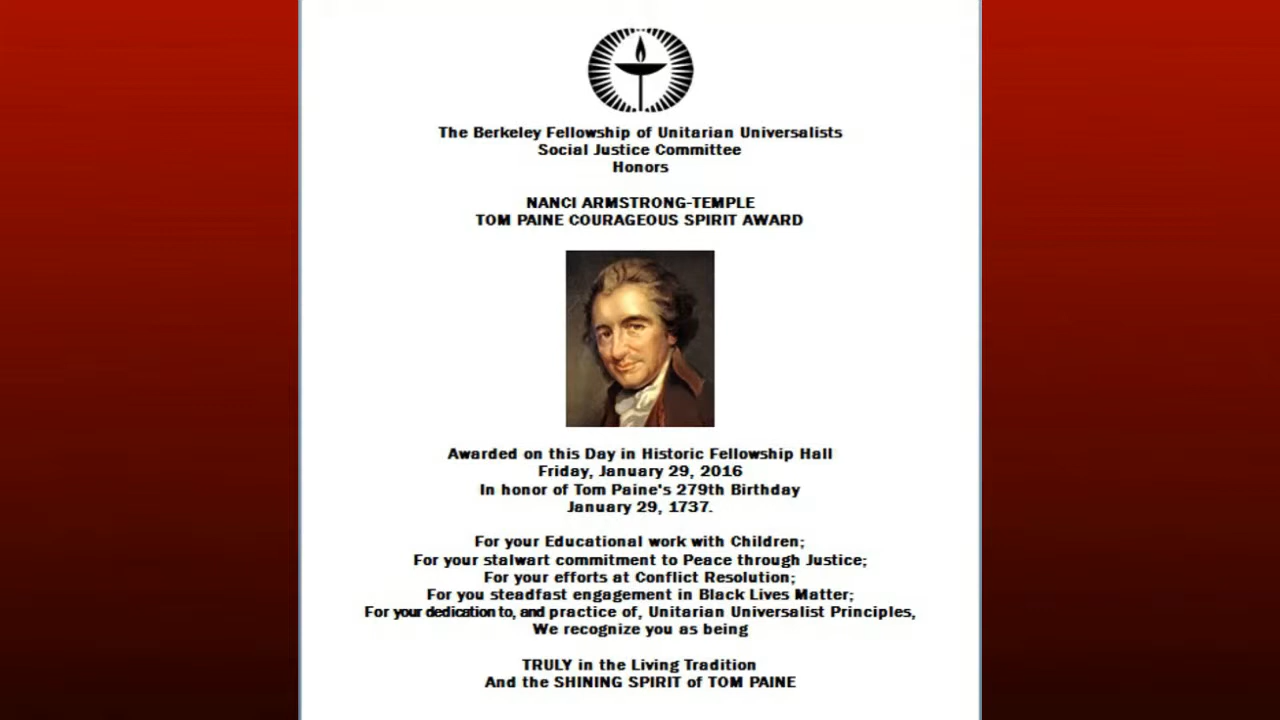 The Berkeley Fellowship of Unitarian Universalists
Social Justice Committee
Honors
NANCI ARMSTRONG-TEMPLE
TOM PAINE COURAGEOUS SPIRIT AWARD
Awarded on this Day in Historic Fellowship Hall
Friday, January 29, 2016
In honor of Tom Paine's 279th Birthday
January 29, 1737.
For your Educational work with Children;
For your stalwart commitment to Peace through Justice;
For your efforts at Conflict Resolution;
For you steadfast engagement in Black Lives Matter;
For your dedication to, and practice of, Unitarian Universalist Principles,
We recognize you as being
TRULY in the Living Tradition
And the SHINING SPIRIT of TOM PAINE